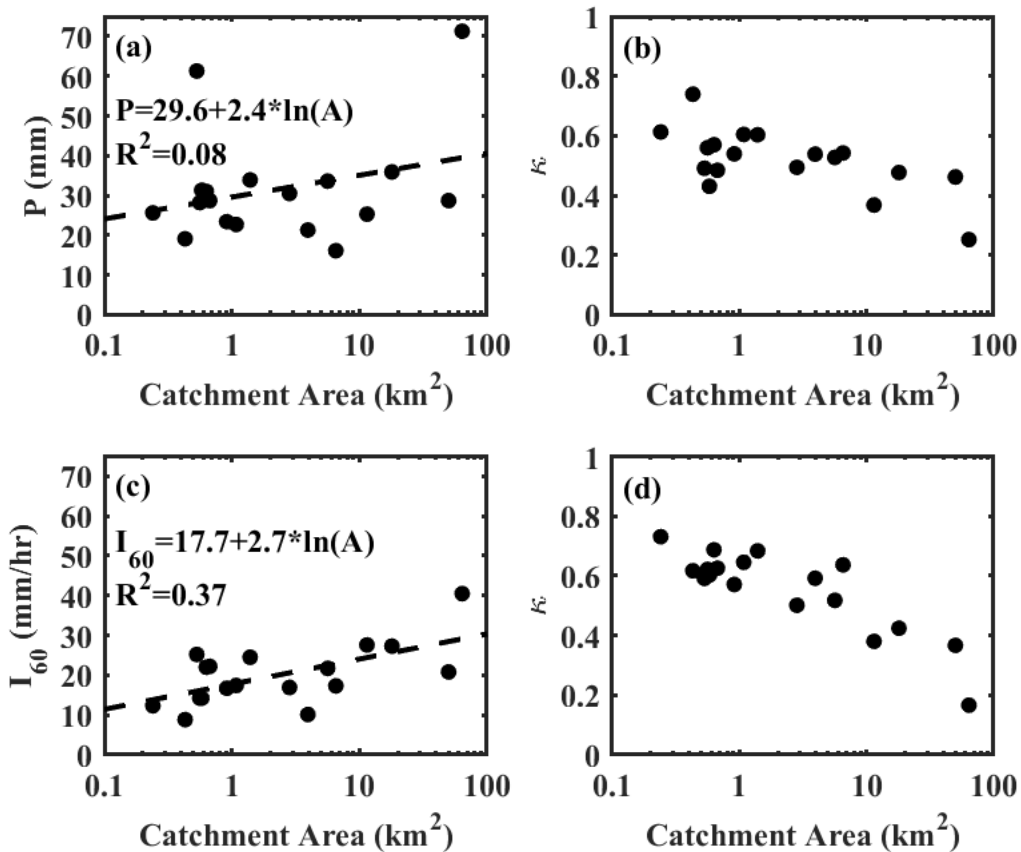 (a)
P=29.6+2.4*ln(A)
R²=0.08
P (mm)
70
60
50
40
30
20
10
0
0.1 1 10 100
Catchment Area (km²)
(b)
κ
1
0.8
0.6
0.4
0.2
0
0.1 1 10 100
Catchment Area (km²)
(c)
I₆₀=17.7+2.7*ln(A)
R²=0.37
I₆₀ (mm/hr)
70
60
50
40
30
20
10
0
0.1 1 10 100
Catchment Area (km²)
(d)
κ
1
0.8
0.6
0.4
0.2
0
0.1 1 10 100
Catchment Area (km²)